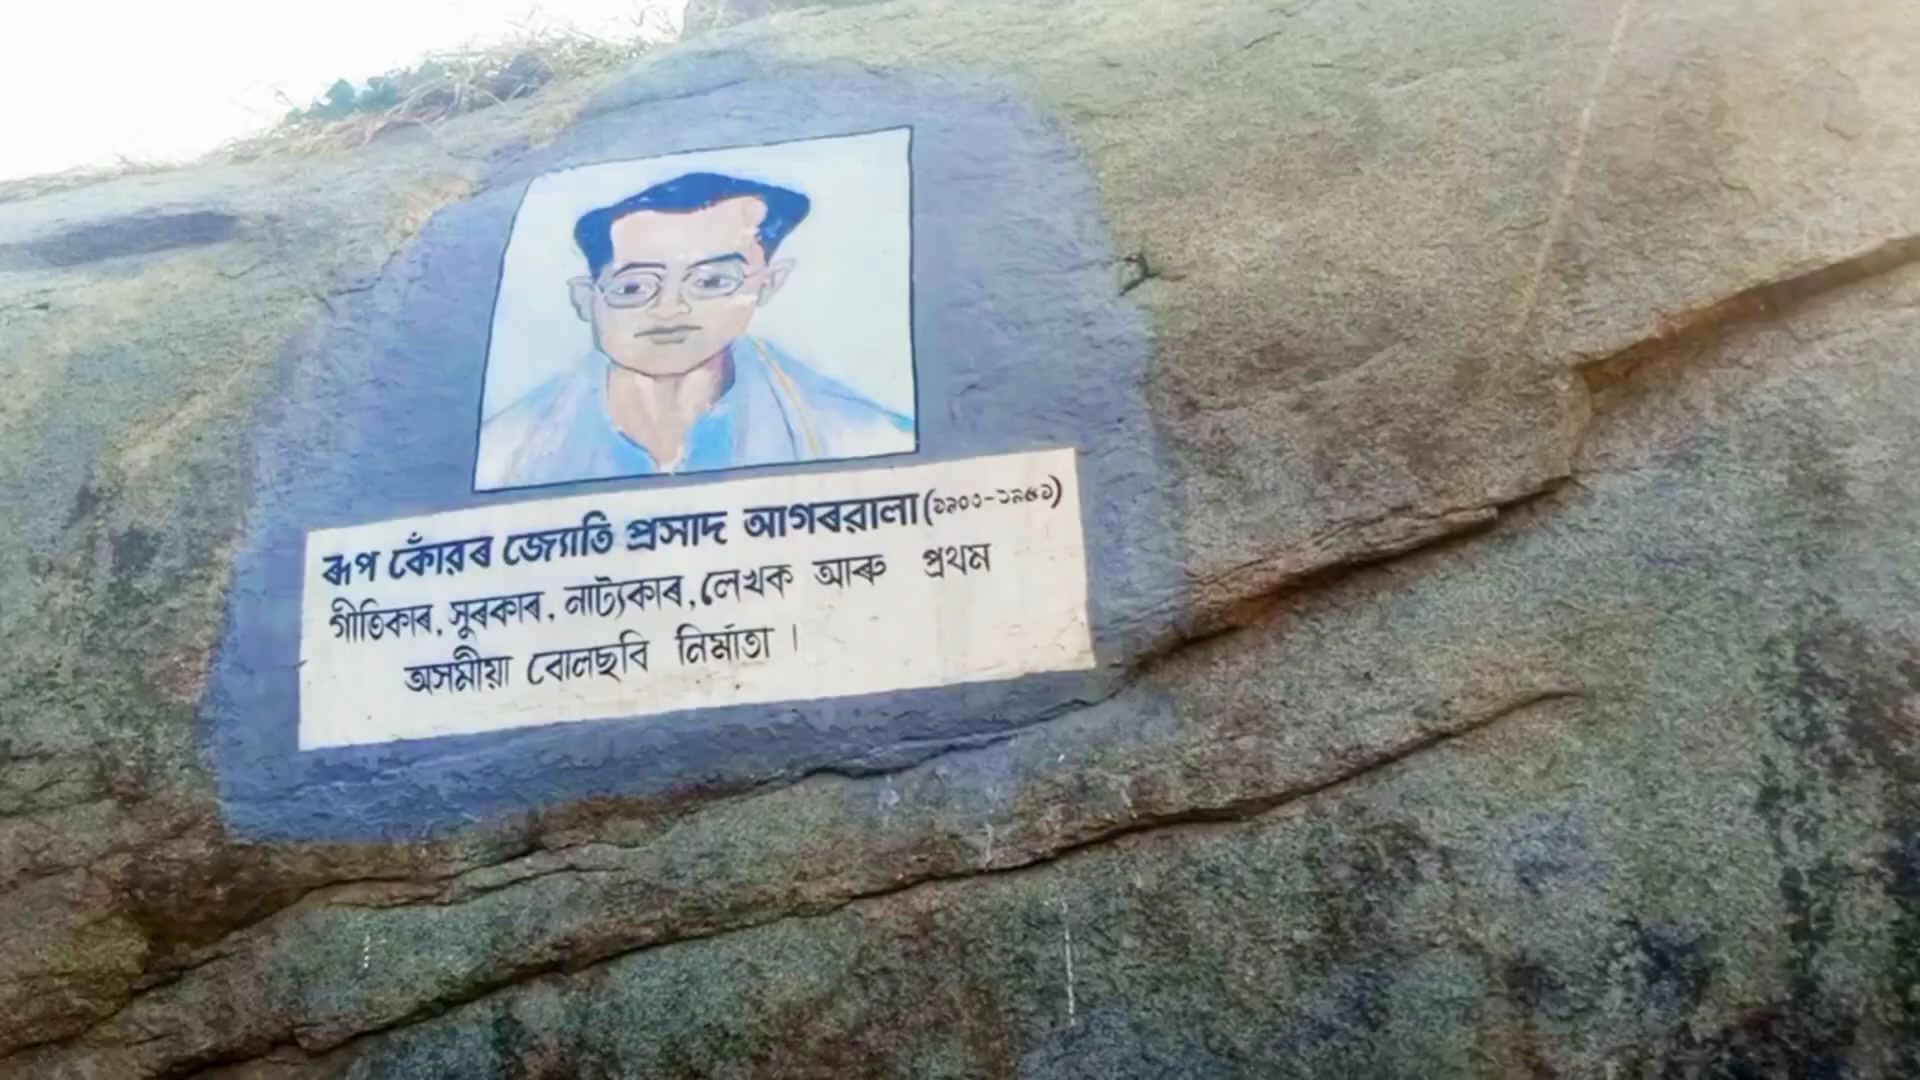 ৰূপ কোঁৱৰ জ্যোতি প্ৰসাদ আগৰৱালা (১৯০৩-১৯৫১)
গীতিকাৰ, সুৰকাৰ, নাট্যকাৰ, লেখক আৰু প্ৰথম
অসমীয়া বোলছবি নিৰ্মাতা ।